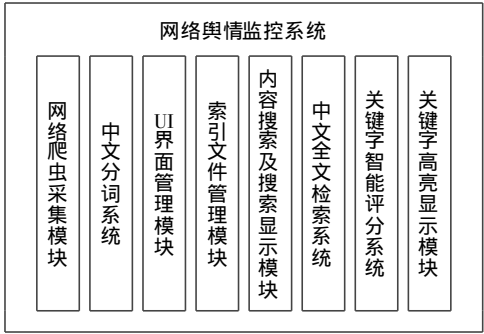 网络舆情监控系统
网络爬虫采集模块
中文分词系统
UI界面管理模块
索引文件管理模块
内容搜索及搜索显示模块
中文全文检索系统
关键字智能评分系统
关键字高亮显示模块